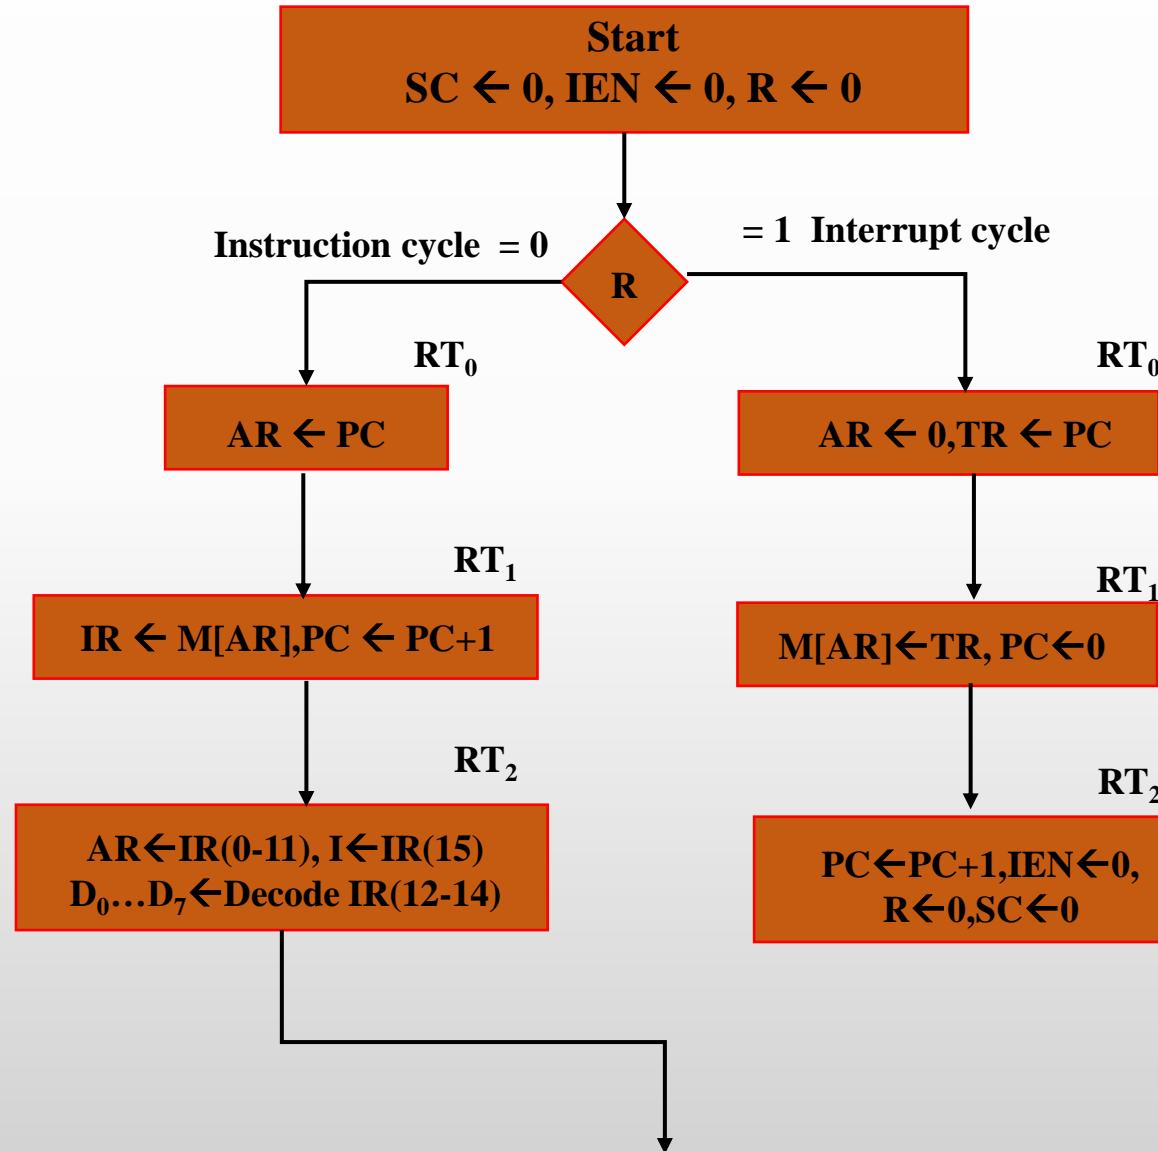 Start
SC ← 0, IEN ← 0, R ← 0
Instruction cycle = 0
= 1 Interrupt cycle
R
RT₀
RT₀
AR ← PC
AR ← 0,TR ← PC
RT₁
RT₁
IR ← M[AR],PC ← PC+1
M[AR]←TR, PC←0
RT₂
RT₂
AR←IR(0-11), I←IR(15)
D₀…D₇←Decode IR(12-14)
PC←PC+1,IEN←0,
R←0,SC←0